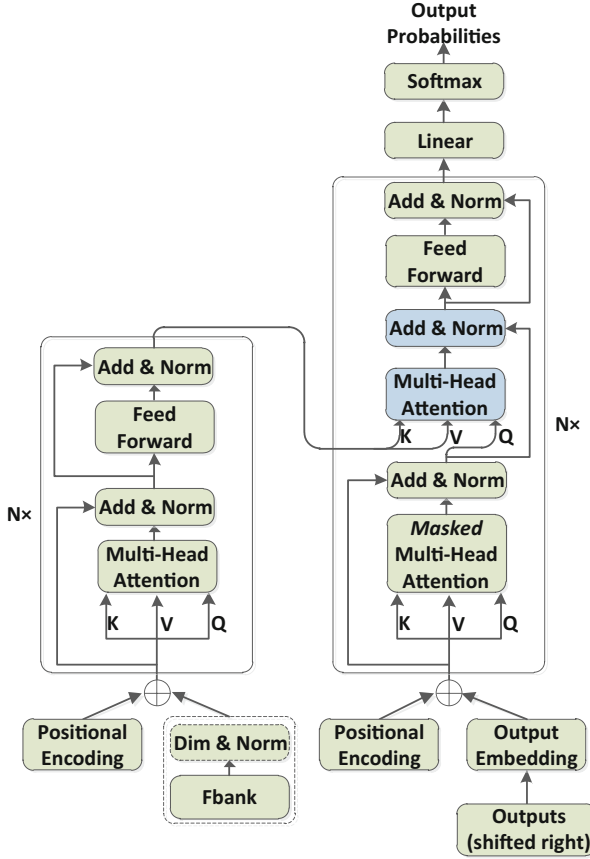 Output
Probabilities
Softmax
Linear
Add & Norm
Feed
Forward
Add & Norm
Multi-Head
Attention
K
V
Q
N×
Add & Norm
Masked
Multi-Head
Attention
K
V
Q
Positional
Encoding
Output
Embedding
Outputs
(shifted right)
Add & Norm
Feed
Forward
N×
Add & Norm
Multi-Head
Attention
K
V
Q
Positional
Encoding
Dim & Norm
Fbank